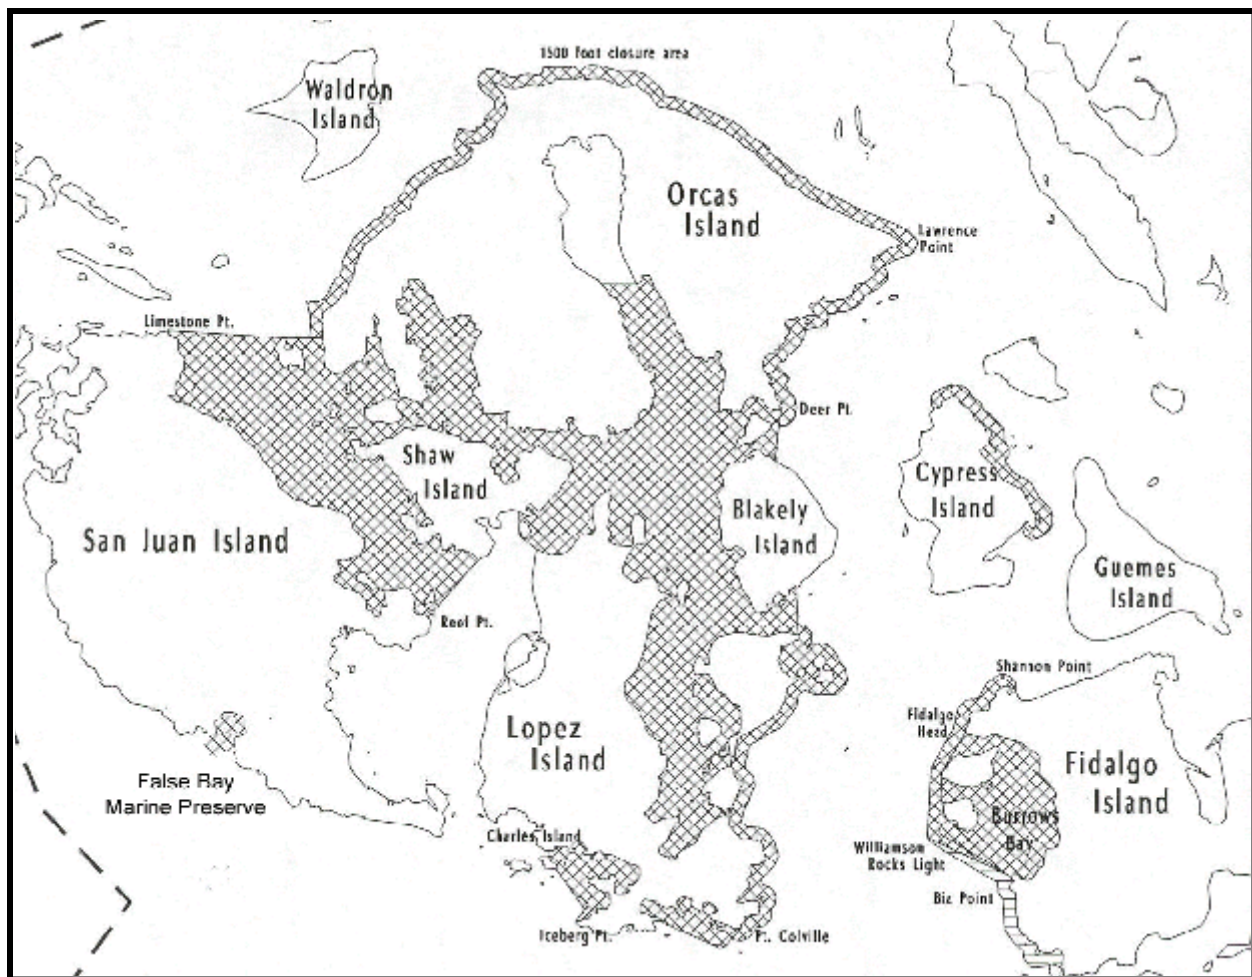 1500 foot closure area
Waldron
Island
Orcas
Island
Lawrence
Point
Limestone Pt.
Deer Pt.
Shaw
Island
Cypress
Island
Blakely
Island
San Juan Island
Guemes
Island
Reef Pt.
Shannon Point
Fidalgo
Head
Lopez
Island
Fidalgo
Island
False Bay
Marine Preserve
Burrows
Bay
Charles Island
Williamson
Rocks Light
Biz Point
Iceberg Pt.
Pt. Colville